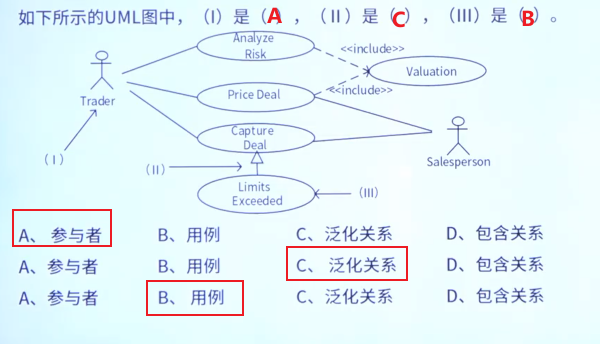 如下所示的UML图中，（I）是（A），（II）是（C），（III）是（B）。
Analyze
Risk
<<include>>
Valuation
Trader
Price Deal
<<include>>
Capture
Deal
（I）
Salesperson
（II）
Limits
Exceeded
（III）
A、 参与者 B、 用例 C、 泛化关系 D、 包含关系
A、 参与者 B、 用例 C、 泛化关系 D、 包含关系
A、 参与者 B、 用例 C、 泛化关系 D、 包含关系